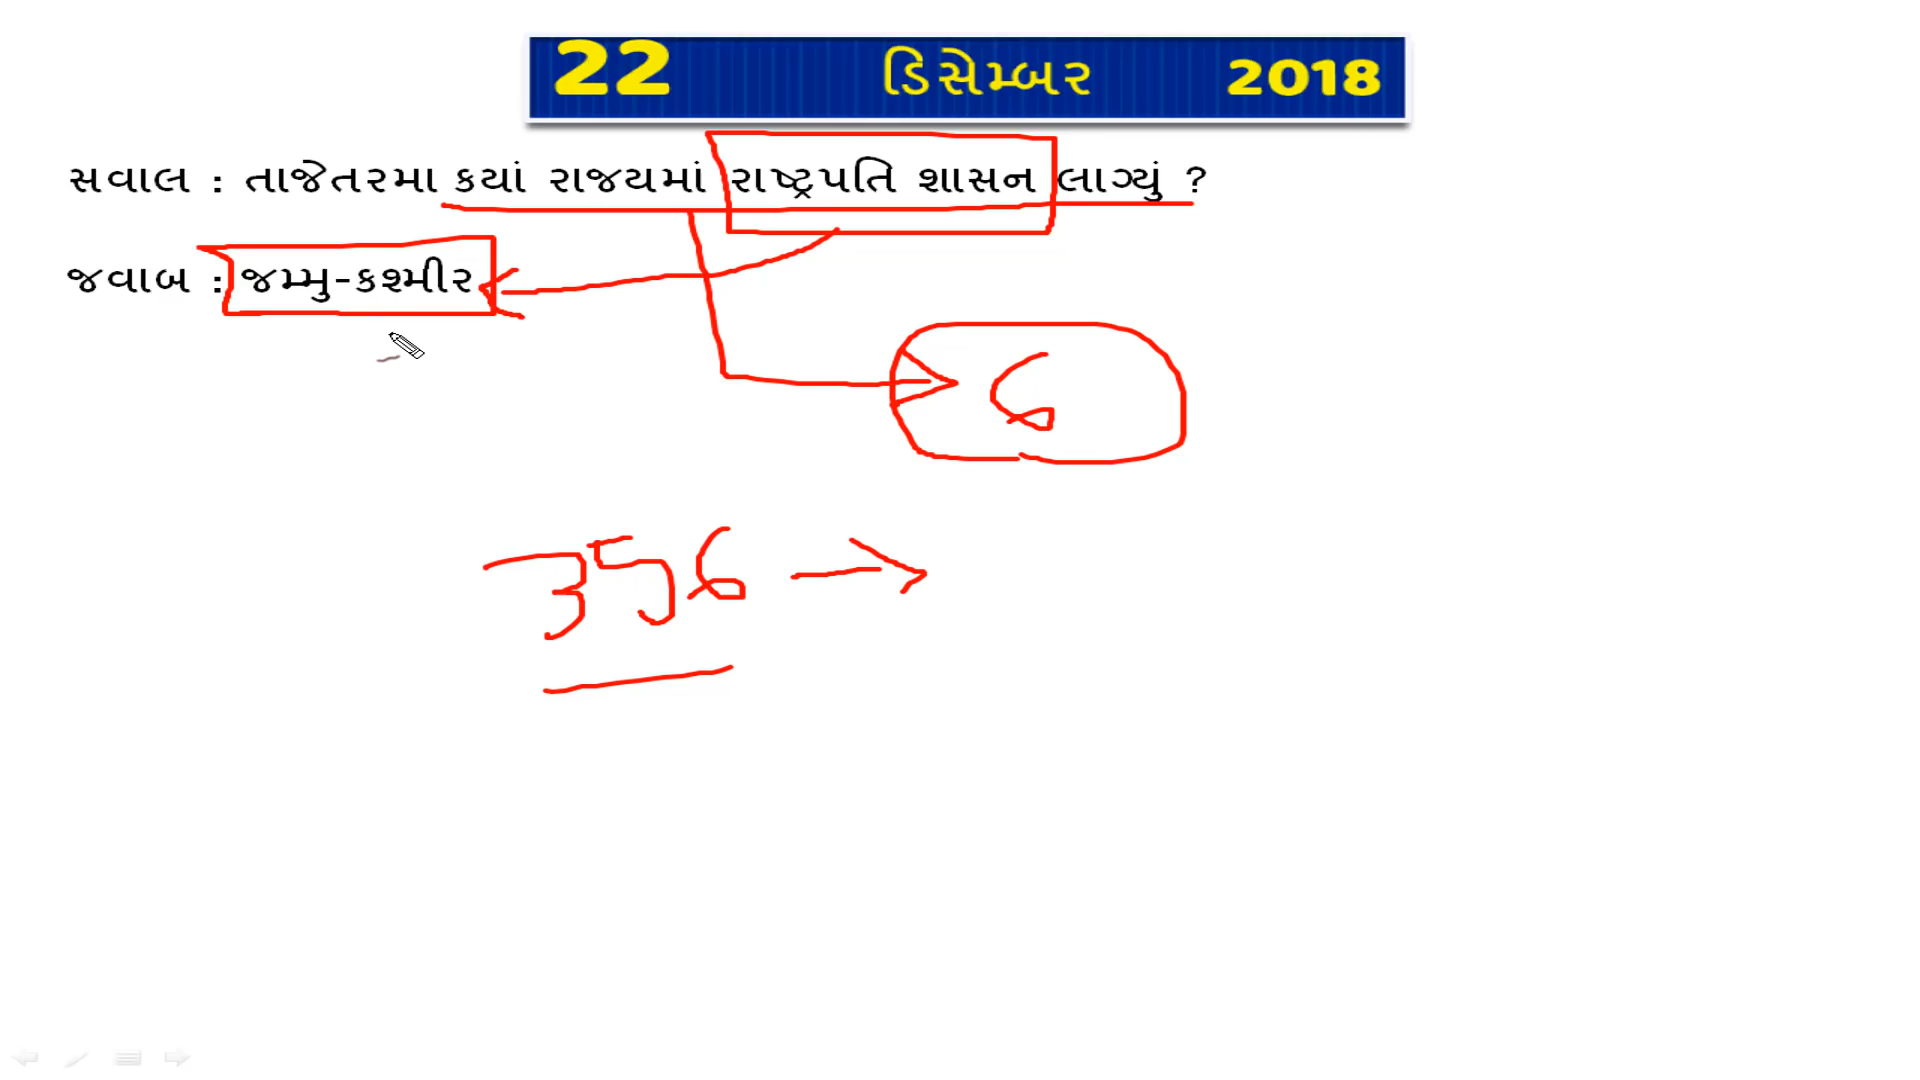 22 ડિસેમ્બર 2018
સવાલ : તાજેતરમા કયાં રાજયમાં રાષ્ટ્રપતિ શાસન લાગ્યું ?
જવાબ : જમ્મુ-કશ્મીર
6
356